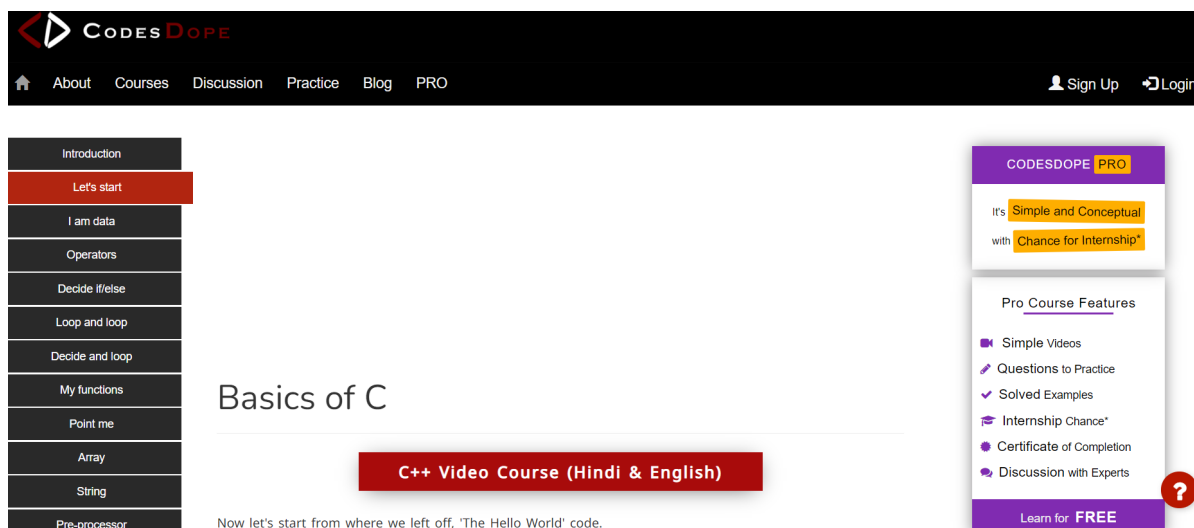 CODESDOPE
About Courses Discussion Practice Blog PRO
Sign Up Login
Introduction
Let's start
I am data
Operators
Decide if/else
Loop and loop
Decide and loop
My functions
Point me
Array
String
Pre-processor
Basics of C
C++ Video Course (Hindi & English)
Now let's start from where we left off, 'The Hello World' code.
CODESDOPE PRO
It's Simple and Conceptual
with Chance for Internship*
Pro Course Features
Simple Videos
Questions to Practice
Solved Examples
Internship Chance*
Certificate of Completion
Discussion with Experts
Learn for FREE
?